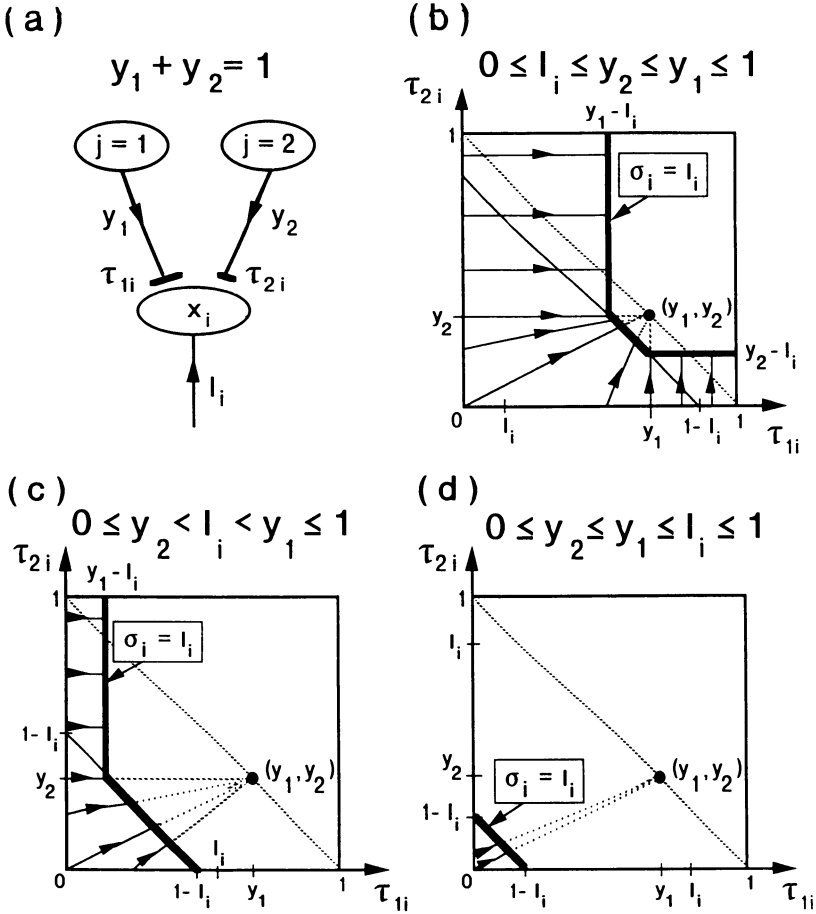 (a)
y₁ + y₂ = 1
j = 1
j = 2
y₁
y₂
τ₁ᵢ
τ₂ᵢ
xᵢ
Iᵢ
(b)
0 ≤ Iᵢ ≤ y₂ ≤ y₁ ≤ 1
τ₂ᵢ
y₁ – Iᵢ
1
σᵢ = Iᵢ
(y₁, y₂)
y₂
y₂ – Iᵢ
0
Iᵢ
y₁
1– Iᵢ
1
τ₁ᵢ
(c)
0 ≤ y₂ < Iᵢ < y₁ ≤ 1
τ₂ᵢ
y₁ – Iᵢ
1
σᵢ = Iᵢ
1– Iᵢ
y₂
(y₁, y₂)
Iᵢ
0
1– Iᵢ
y₁
1
τ₁ᵢ
(d)
0 ≤ y₂ ≤ y₁ ≤ Iᵢ ≤ 1
τ₂ᵢ
1
Iᵢ
y₂
(y₁, y₂)
σᵢ = Iᵢ
1– Iᵢ
0
1– Iᵢ
y₁
Iᵢ
1
τ₁ᵢ